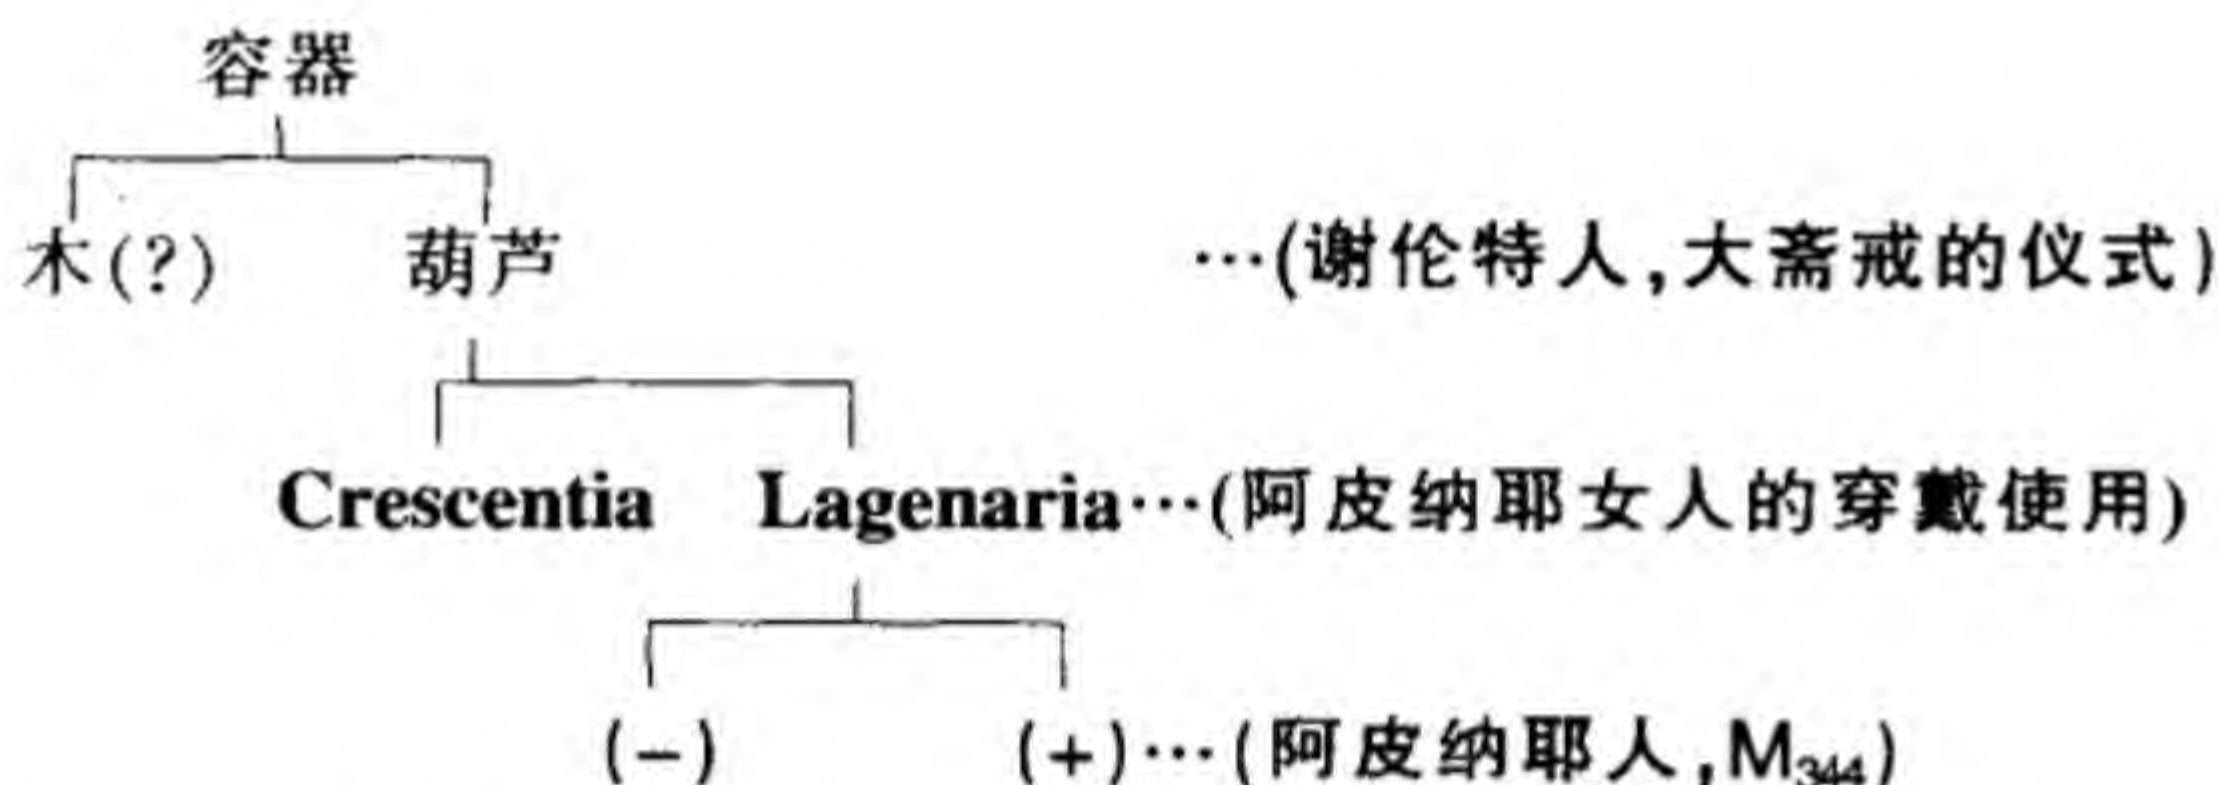 容器
木(?) 葫芦 …(谢伦特人,大斋戒的仪式)
Crescentia Lagenaria…(阿皮纳耶女人的穿戴使用)
(−) (+)…(阿皮纳耶人,M₃₄₄)